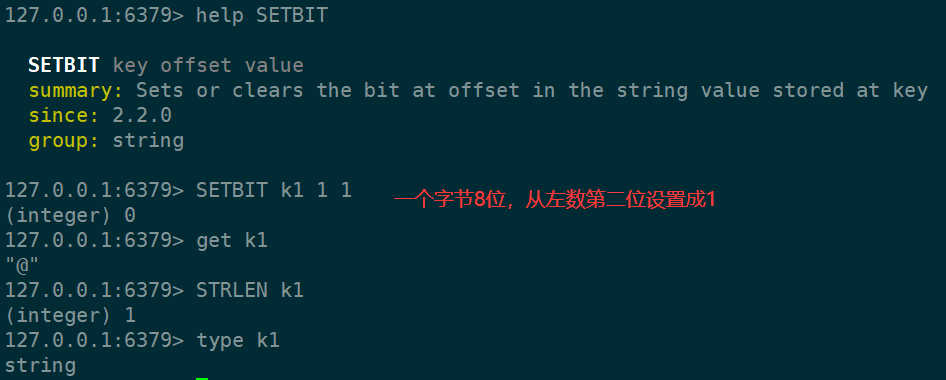 127.0.0.1:6379> help SETBIT
SETBIT key offset value
summary: Sets or clears the bit at offset in the string value stored at key
since: 2.2.0
group: string
127.0.0.1:6379> SETBIT k1 1 1 一个字节8位，从左数第二位设置成1
(integer) 0
127.0.0.1:6379> get k1
"@"
127.0.0.1:6379> STRLEN k1
(integer) 1
127.0.0.1:6379> type k1
string